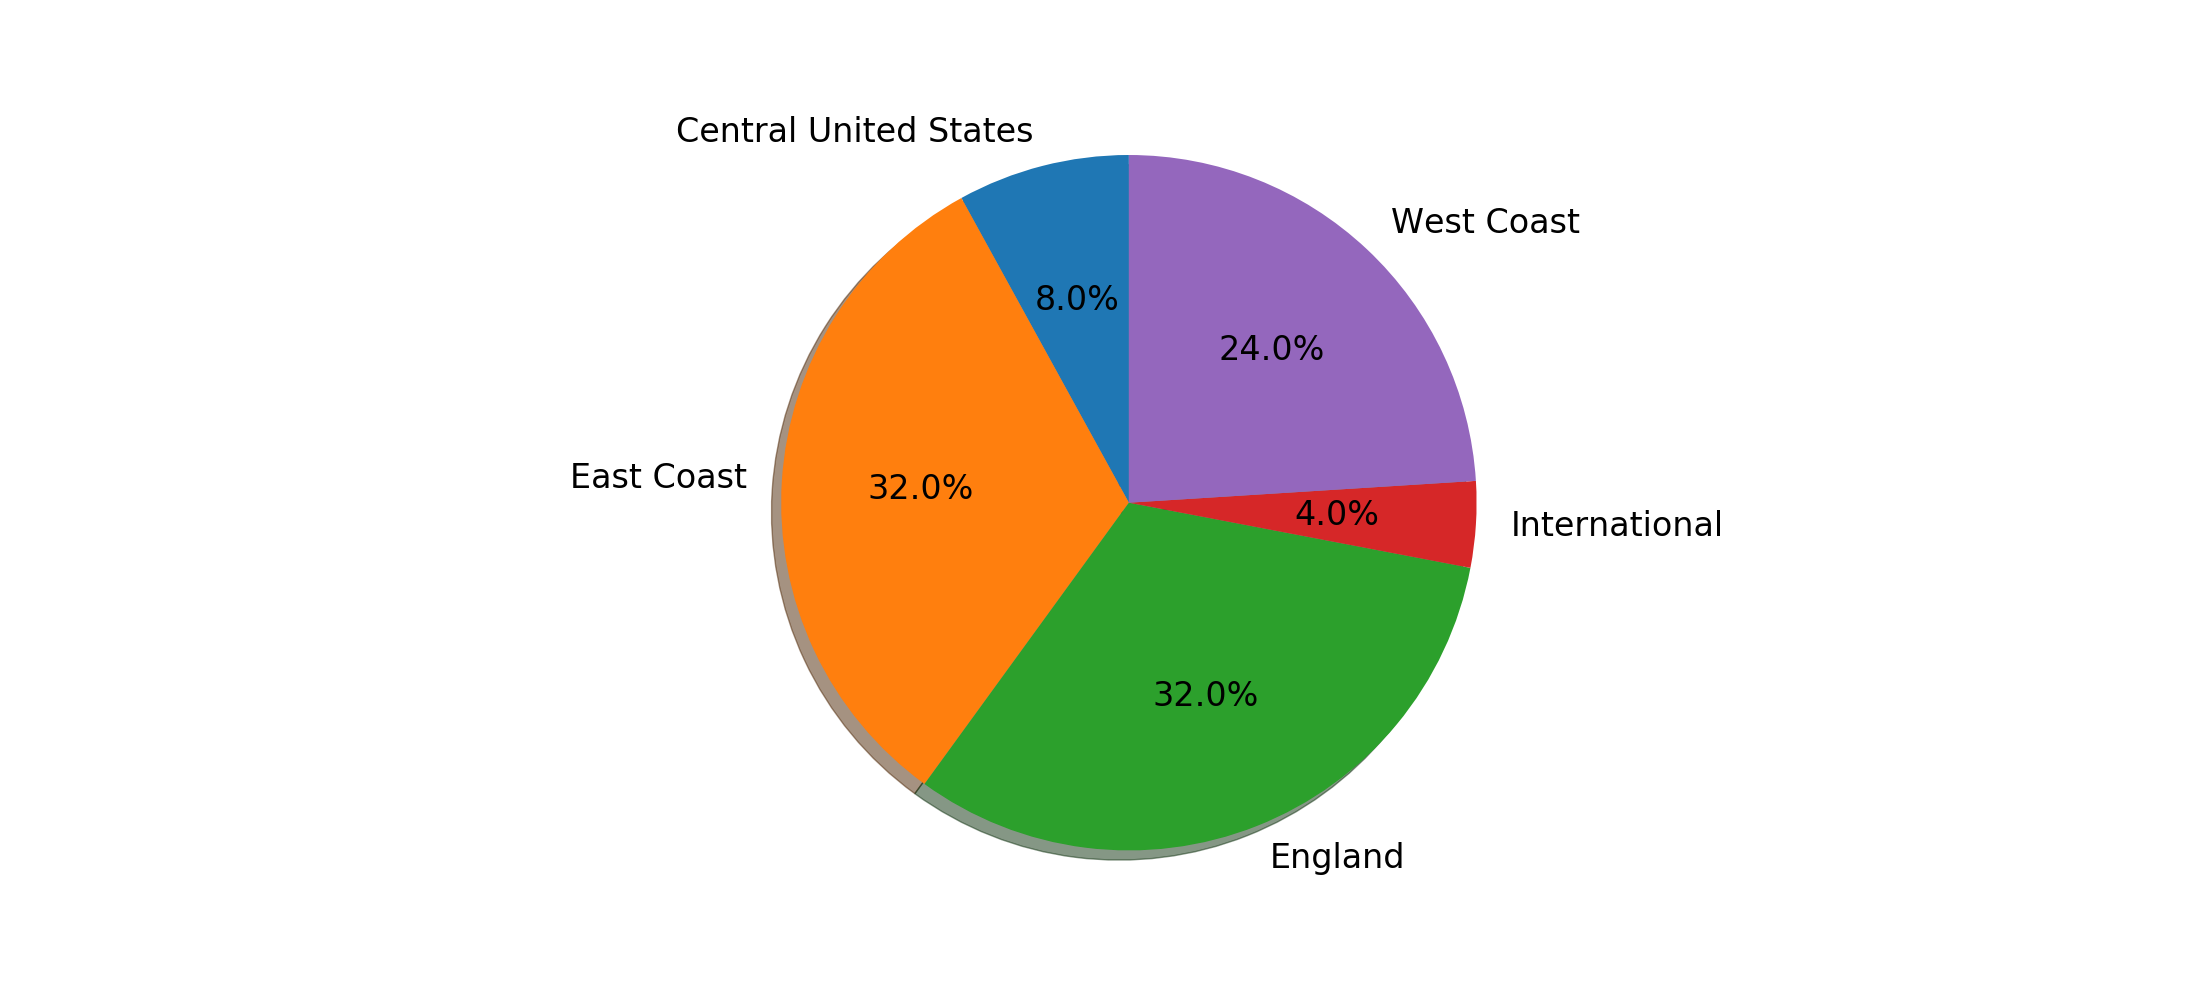 Central United States
West Coast
8.0%
24.0%
East Coast
32.0%
4.0%
International
32.0%
England